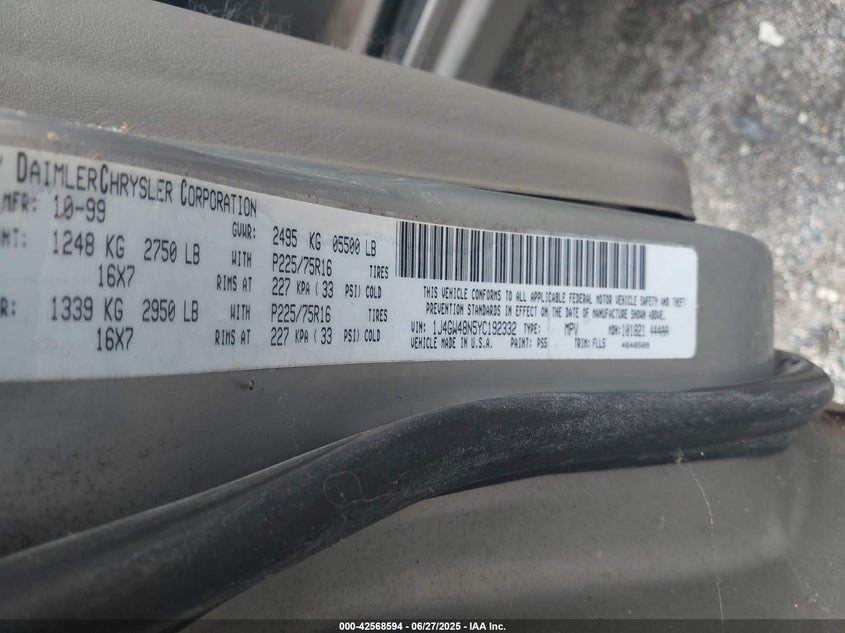 DAIMLERCHRYSLER CORPORATION
MFR: 10-99 GVWR: 2495 KG 05500 LB
1248 KG 2750 LB WITH P225/75R16 TIRES
16X7 RIMS AT 227 KPA ( 33 PSI) COLD
1339 KG 2950 LB WITH P225/75R16 TIRES
16X7 RIMS AT 227 KPA ( 33 PSI) COLD
THIS VEHICLE CONFORMS TO ALL APPLICABLE FEDERAL MOTOR VEHICLE SAFETY AND THEFT
PREVENTION STANDARDS IN EFFECT ON THE DATE OF MANUFACTURE SHOWN ABOVE.
VIN: 1J4GW48N5YC192332 TYPE: MPV MDH: 101821 444AA
VEHICLE MADE IN U.S.A. PAINT: PS5 TRIM: FLL5 46484509
000-42568594 / 06/27/2025 - IAA Inc.